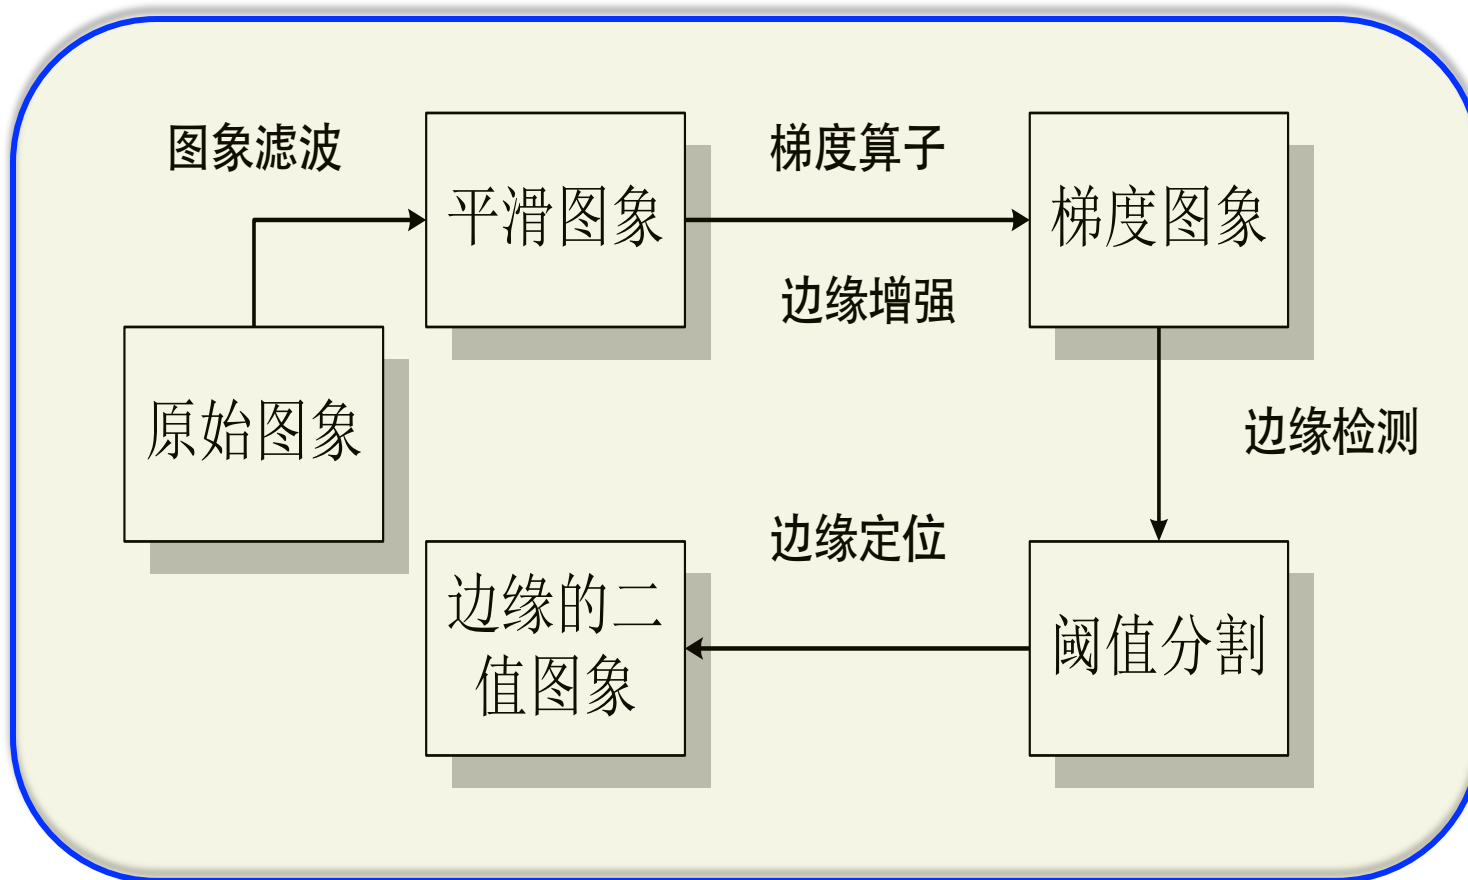 图象滤波
平滑图象
梯度算子
边缘增强
梯度图象
原始图象
边缘检测
边缘定位
边缘的二
值图象
阈值分割